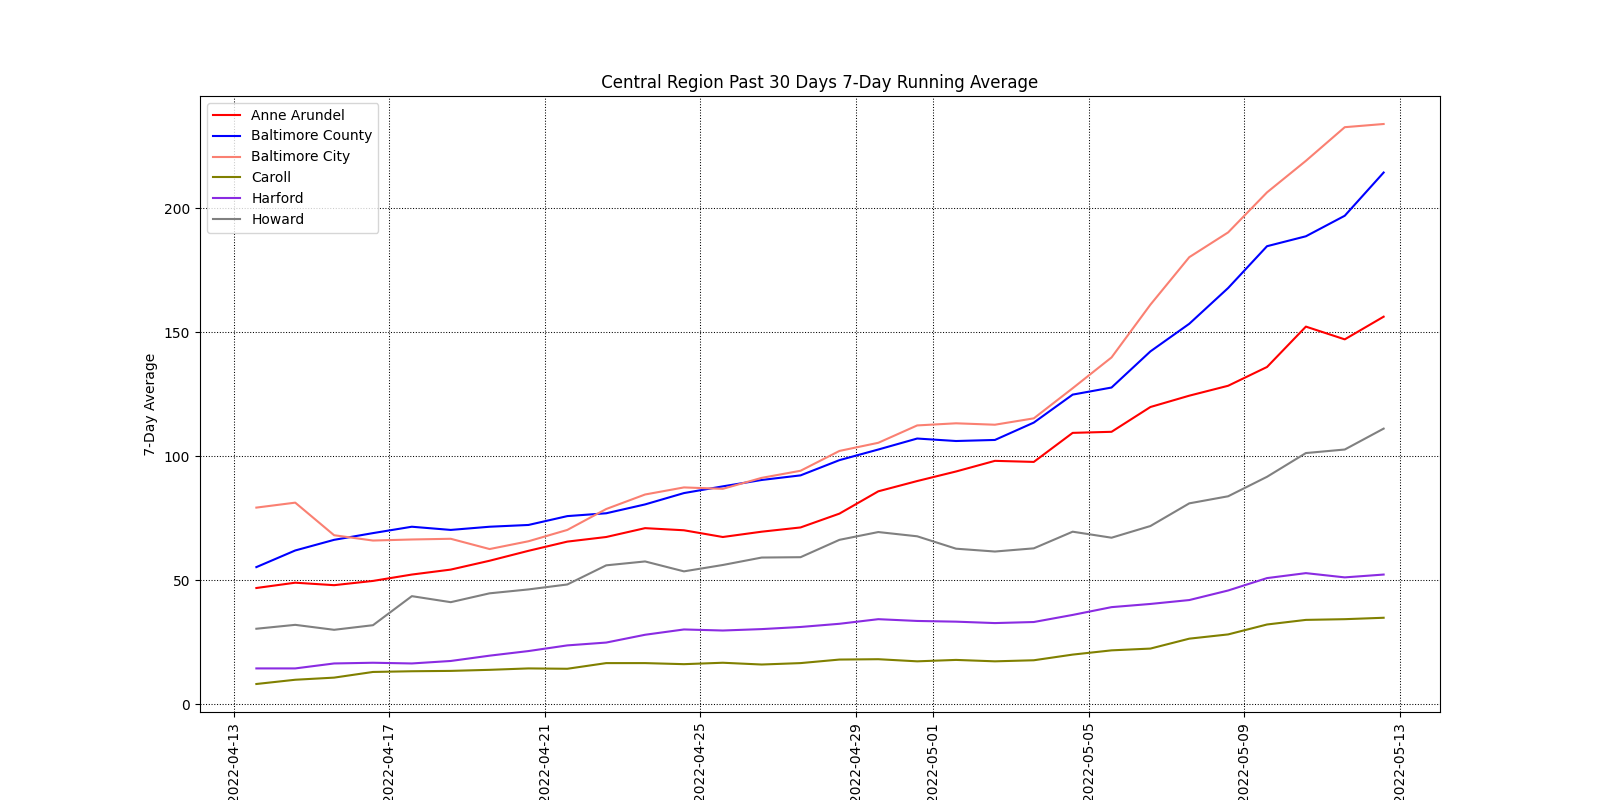 Central Region Past 30 Days 7-Day Running Average
Anne Arundel
Baltimore County
Baltimore City
Caroll
Harford
Howard
7-Day Average
200
150
100
50
0
2022-04-13
2022-04-17
2022-04-21
2022-04-25
2022-04-29
2022-05-01
2022-05-05
2022-05-09
2022-05-13